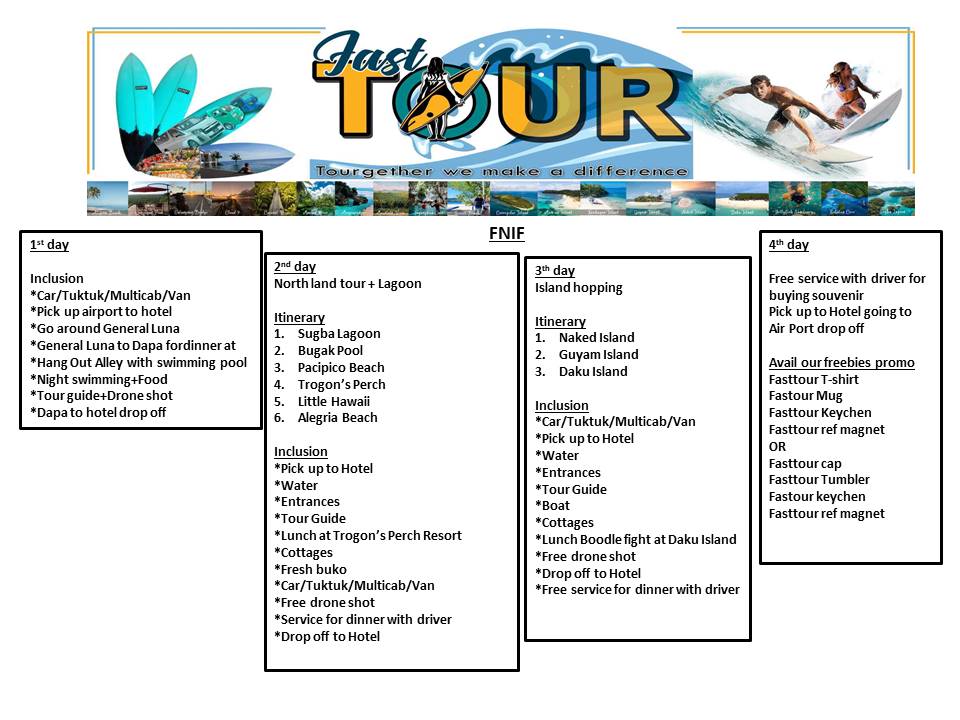 Fast
TOUR
Tourgether we make a difference
FNIF
1st day
Inclusion
*Car/Tuktuk/Multicab/Van
*Pick up airport to hotel
*Go around General Luna
*General Luna to Dapa fordinner at
*Hang Out Alley with swimming pool
*Night swimming+Food
*Tour guide+Drone shot
*Dapa to hotel drop off
2nd day
North land tour + Lagoon
Itinerary
1. Sugba Lagoon
2. Bugak Pool
3. Pacipico Beach
4. Trogon's Perch
5. Little Hawaii
6. Alegria Beach
Inclusion
*Pick up to Hotel
*Water
*Entrances
*Tour Guide
*Lunch at Trogon's Perch Resort
*Cottages
*Fresh buko
*Car/Tuktuk/Multicab/Van
*Free drone shot
*Service for dinner with driver
*Drop off to Hotel
3th day
Island hopping
Itinerary
1. Naked Island
2. Guyam Island
3. Daku Island
Inclusion
*Car/Tuktuk/Multicab/Van
*Pick up to Hotel
*Water
*Entrances
*Tour Guide
*Boat
*Cottages
*Lunch Boodle fight at Daku Island
*Free drone shot
*Drop off to Hotel
*Free service for dinner with driver
4th day
Free service with driver for
buying souvenir
Pick up to Hotel going to
Air Port drop off
Avail our freebies promo
Fasttour T-shirt
Fastour Mug
Fasttour Keychen
Fasttour ref magnet
OR
Fasttour cap
Fasttour Tumbler
Fastour keychen
Fasttour ref magnet